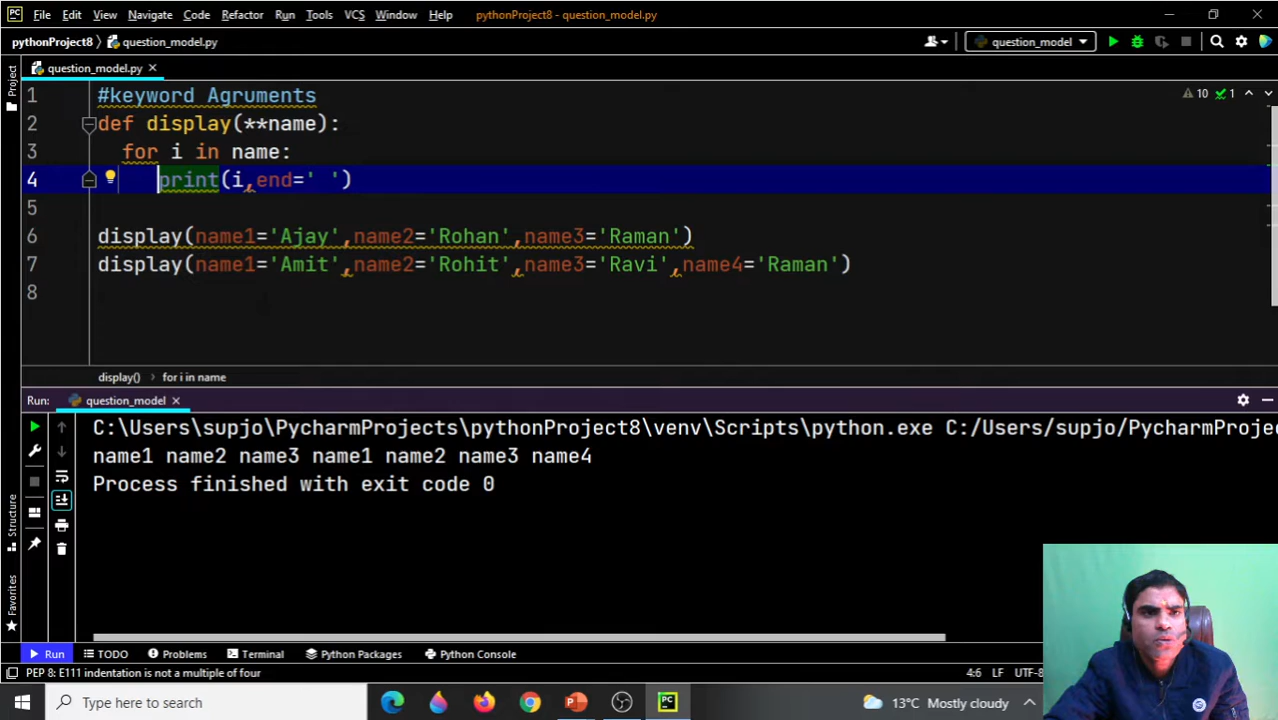 PC File Edit View Navigate Code Refactor Run Tools VCS Window Help pythonProject8 - question_model.py
pythonProject8 question_model.py question_model
Project question_model.py
1 #keyword Agruments 10 1
2 def display(**name):
3 for i in name:
4 print(i,end=' ')
5
6 display(name1='Ajay',name2='Rohan',name3='Raman')
7 display(name1='Amit',name2='Rohit',name3='Ravi',name4='Raman')
8
display() for i in name
Run: question_model
C:\Users\supjo\PycharmProjects\pythonProject8\venv\Scripts\python.exe C:/Users/supjo/PycharmProje
name1 name2 name3 name1 name2 name3 name4
Process finished with exit code 0
Structure
Favorites
Run TODO Problems Terminal Python Packages Python Console
PEP 8: E111 indentation is not a multiple of four 4:6 LF UTF-8
Type here to search PC 13°C Mostly cloudy